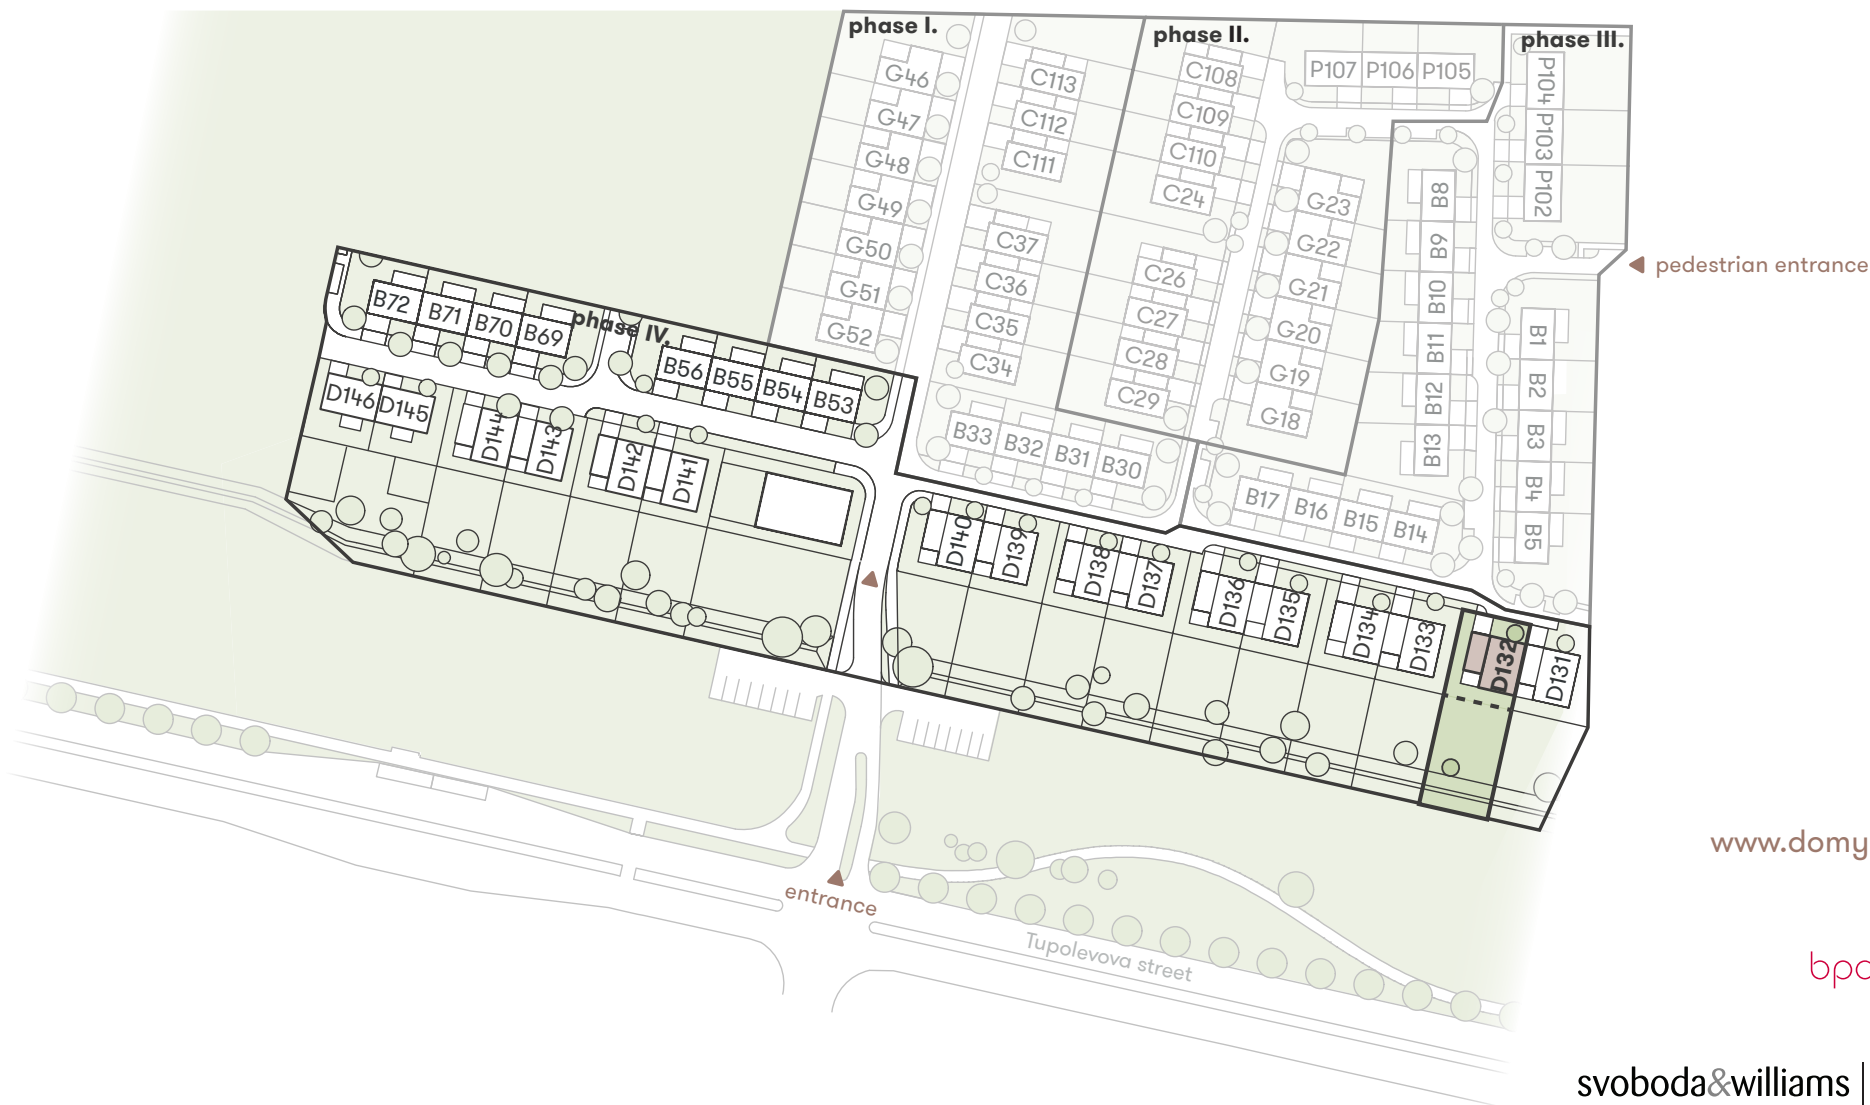 phase I.
phase II.
phase III.
G46
G47
G48
G49
G50
G51
G52
C113
C112
C111
C37
C36
C35
C34
C108
C109
C110
C24
C26
C27
C28
C29
P107 P106 P105
P104
P103
P102
G23
G22
G21
G20
G19
G18
B8
B9
B10
B11
B12
B13
B1
B2
B3
B4
B5
pedestrian entrance
B33 B32 B31 B30
B17 B16 B15 B14
phase IV.
B72 B71 B70 B69
B56 B55 B54 B53
D146 D145
D144
D143
D142
D141
D140
D139
D138
D137
D136
D135
D134
D133
D132
D131
entrance
Tupolevova street
www.domy
bpd
svoboda&williams